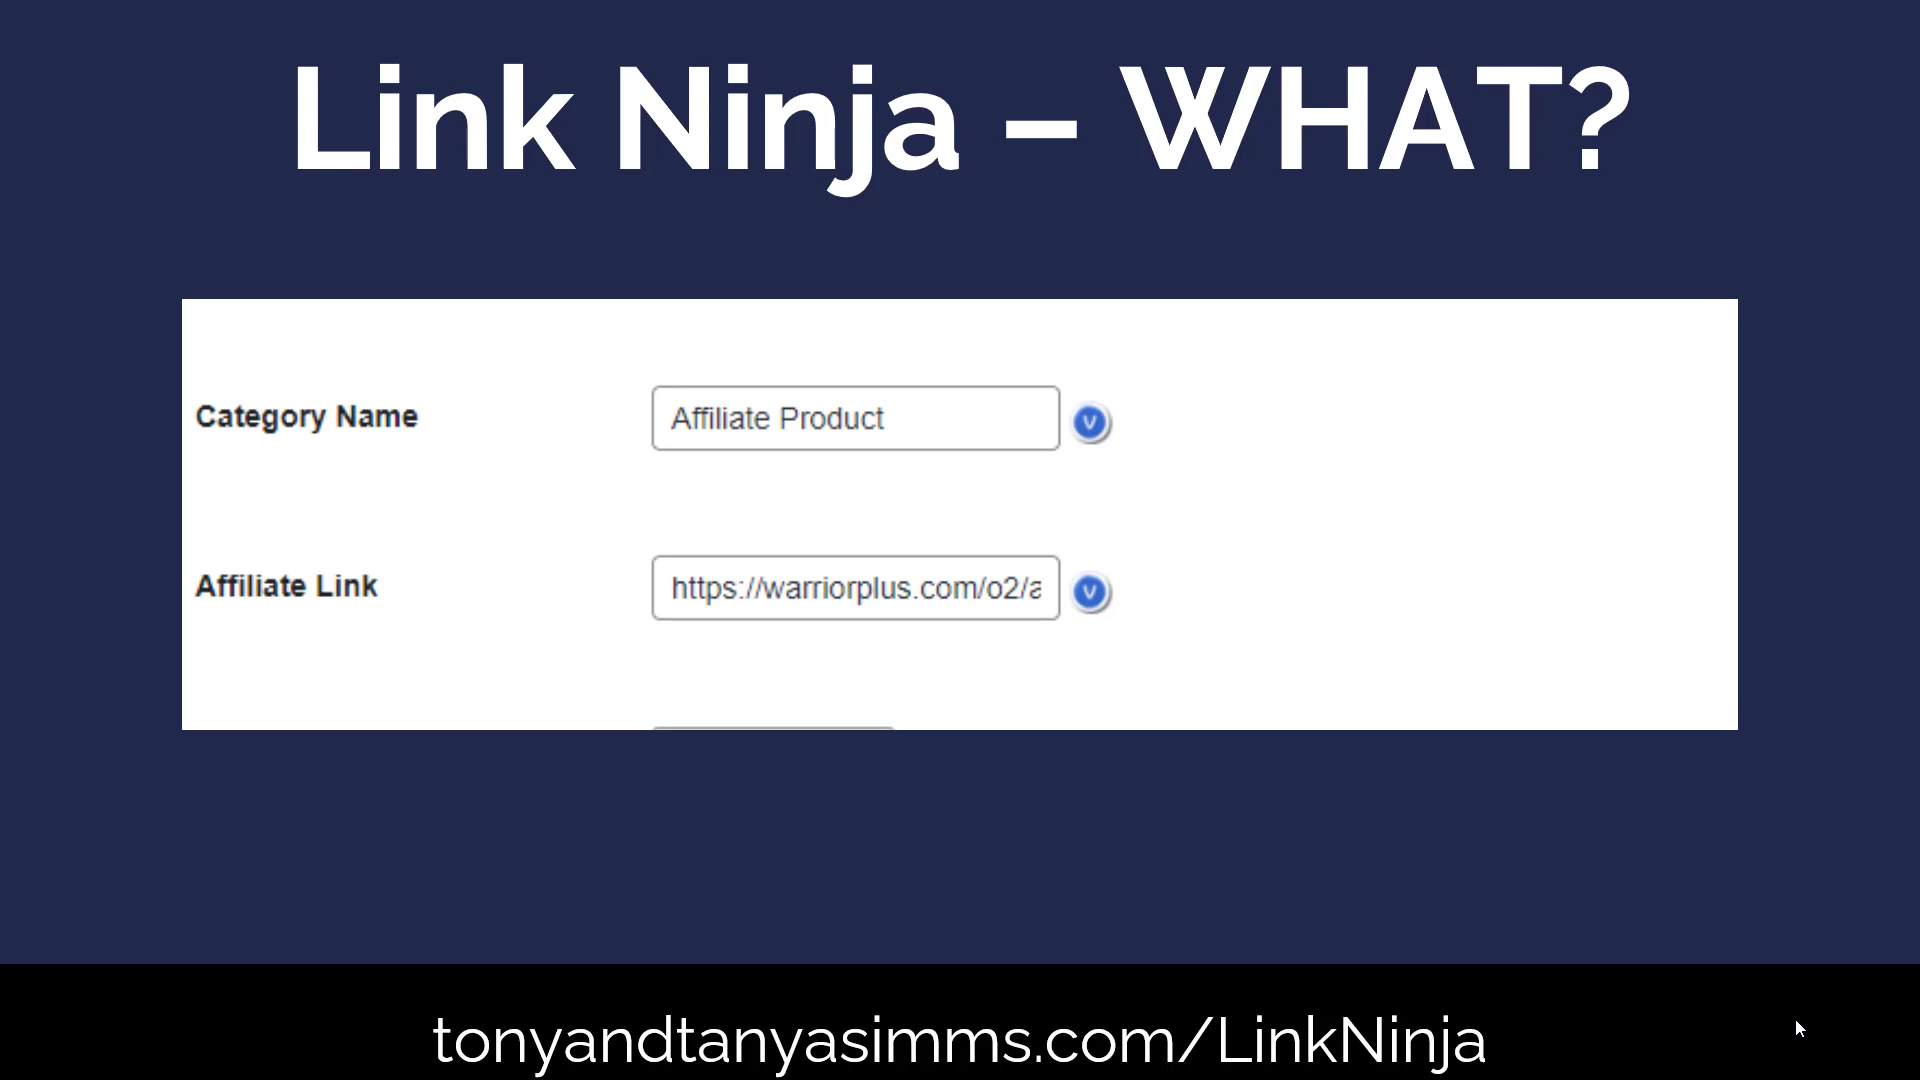 Link Ninja – WHAT?
Category Name
Affiliate Product
V
Affiliate Link
https://warriorplus.com/o2/a
V
tonyandtanyasimms.com/LinkNinja